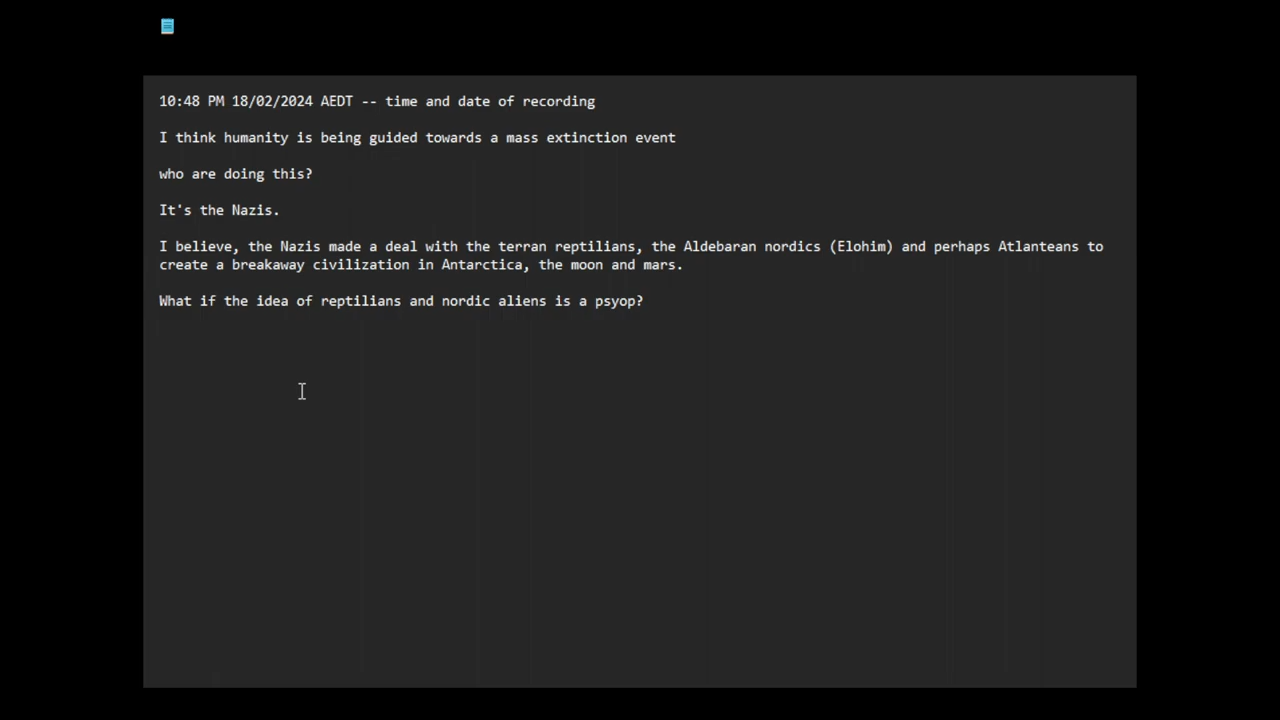 10:48 PM 18/02/2024 AEDT -- time and date of recording
I think humanity is being guided towards a mass extinction event
who are doing this?
It's the Nazis.
I believe, the Nazis made a deal with the terran reptilians, the Aldebaran nordics (Elohim) and perhaps Atlanteans to
create a breakaway civilization in Antarctica, the moon and mars.
What if the idea of reptilians and nordic aliens is a psyop?